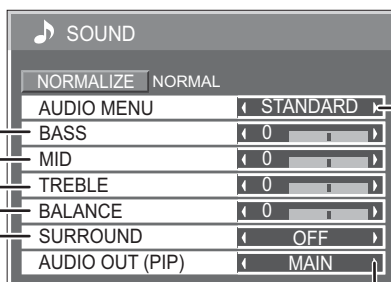 SOUND
NORMALIZE NORMAL
AUDIO MENU STANDARD
BASS 0
MID 0
TREBLE 0
BALANCE 0
SURROUND OFF
AUDIO OUT (PIP) MAIN